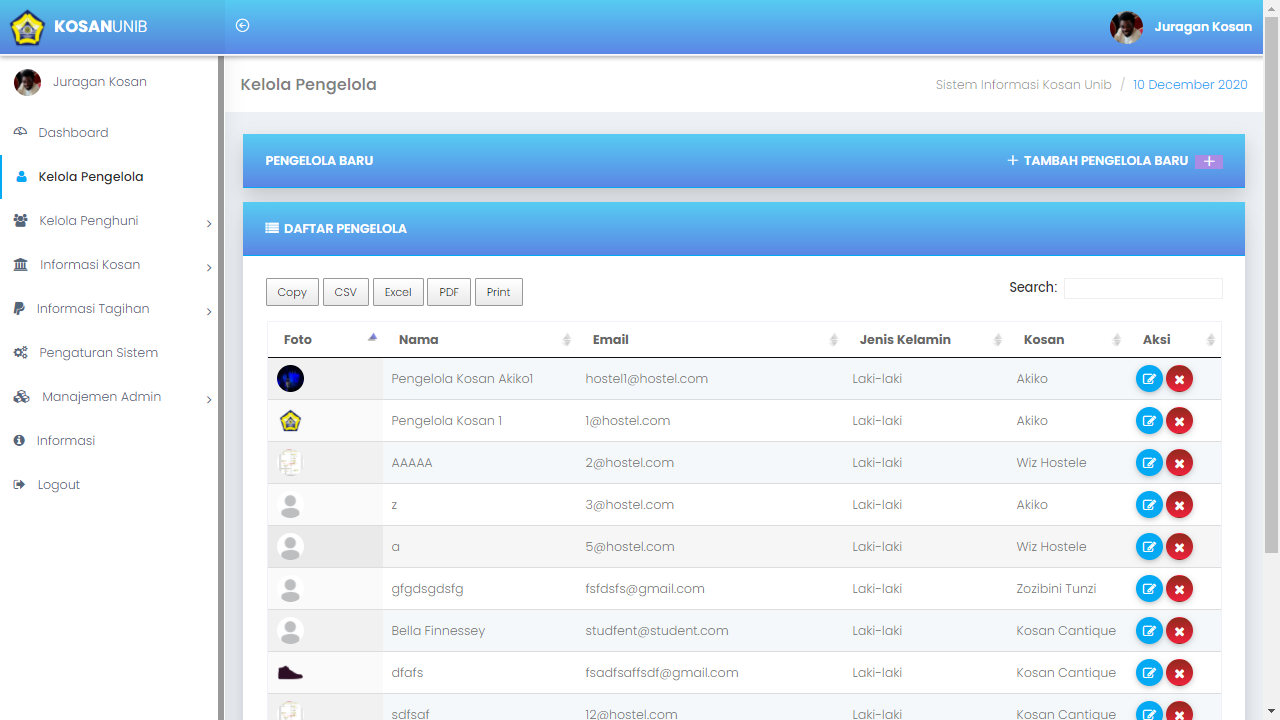 KOSANUNIB
Juragan Kosan
Juragan Kosan
Dashboard
Kelola Pengelola
Kelola Penghuni
Informasi Kosan
Informasi Tagihan
Pengaturan Sistem
Manajemen Admin
Informasi
Logout
Kelola Pengelola
Sistem Informasi Kosan Unib / 10 December 2020
PENGELOLA BARU
+ TAMBAH PENGELOLA BARU +
DAFTAR PENGELOLA
Copy CSV Excel PDF Print
Search:
Foto Nama Email Jenis Kelamin Kosan Aksi
Pengelola Kosan Akiko1 hostel1@hostel.com Laki-laki Akiko
Pengelola Kosan 1 1@hostel.com Laki-laki Akiko
AAAAA 2@hostel.com Laki-laki Wiz Hostele
z 3@hostel.com Laki-laki Akiko
a 5@hostel.com Laki-laki Wiz Hostele
gfgdsgdsfg fsfdsfs@gmail.com Laki-laki Zozibini Tunzi
Bella Finnessey studfent@student.com Laki-laki Kosan Cantique
dfafs fsadfsaffsdf@gmail.com Laki-laki Kosan Cantique
sdfsaf 12@hostel.com Laki-laki Kosan Cantique